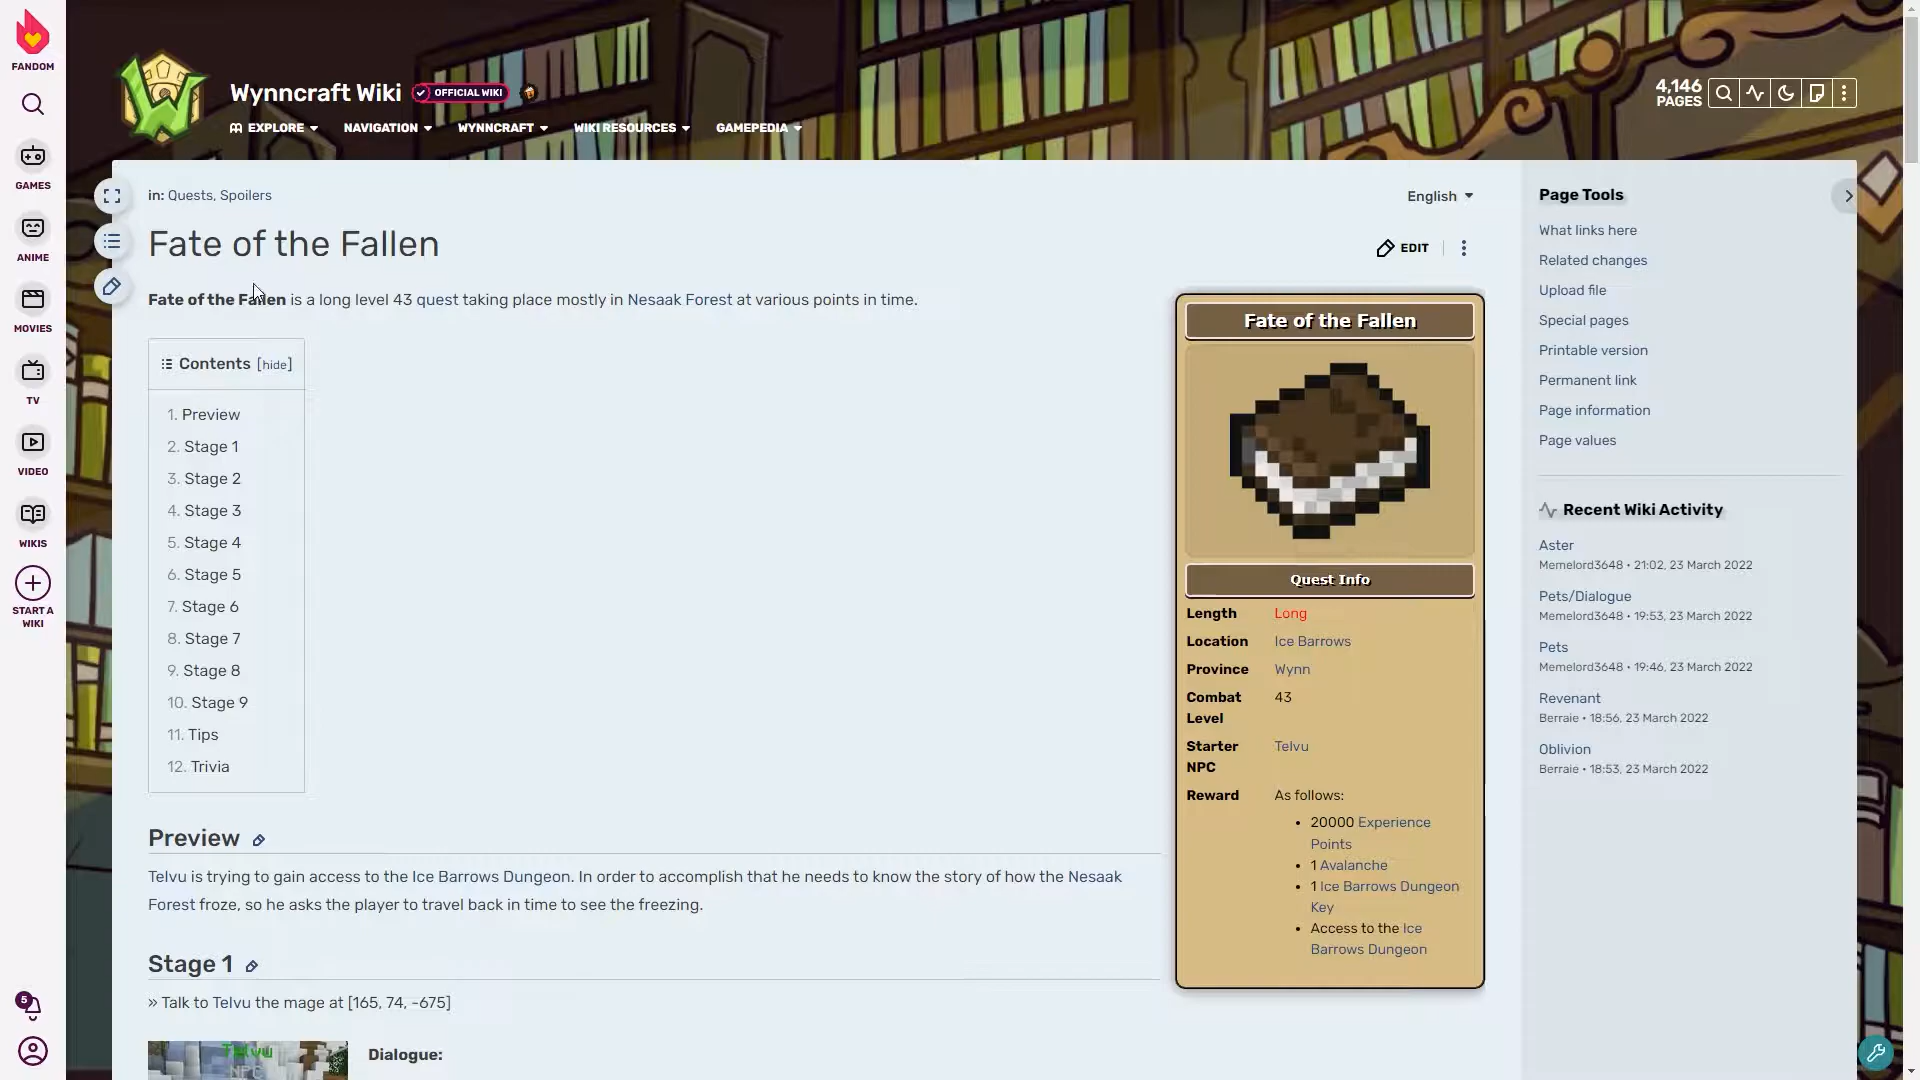 FANDOM
GAMES
ANIME
MOVIES
TV
VIDEO
WIKIS
START A
WIKI
5
Wynncraft Wiki
OFFICIAL WIKI
EXPLORE
NAVIGATION
WYNNCRAFT
WIKI RESOURCES
GAMEPEDIA
4,146
PAGES
in: Quests, Spoilers
English
Fate of the Fallen
EDIT
Fate of the Fallen is a long level 43 quest taking place mostly in Nesaak Forest at various points in time.
Contents [hide]
1. Preview
2. Stage 1
3. Stage 2
4. Stage 3
5. Stage 4
6. Stage 5
7. Stage 6
8. Stage 7
9. Stage 8
10. Stage 9
11. Tips
12. Trivia
Preview
Telvu is trying to gain access to the Ice Barrows Dungeon. In order to accomplish that he needs to know the story of how the Nesaak
Forest froze, so he asks the player to travel back in time to see the freezing.
Stage 1
» Talk to Telvu the mage at [165, 74, -675]
Telvu
NPC
Dialogue:
Fate of the Fallen
Quest Info
Length Long
Location Ice Barrows
Province Wynn
Combat 43
Level
Starter Telvu
NPC
Reward As follows:
• 20000 Experience
Points
• 1 Avalanche
• 1 Ice Barrows Dungeon
Key
• Access to the Ice
Barrows Dungeon
Page Tools
What links here
Related changes
Upload file
Special pages
Printable version
Permanent link
Page information
Page values
Recent Wiki Activity
Aster
Memelord3648 • 21:02, 23 March 2022
Pets/Dialogue
Memelord3648 • 19:53, 23 March 2022
Pets
Memelord3648 • 19:46, 23 March 2022
Revenant
Berraie • 18:56, 23 March 2022
Oblivion
Berraie • 18:53, 23 March 2022